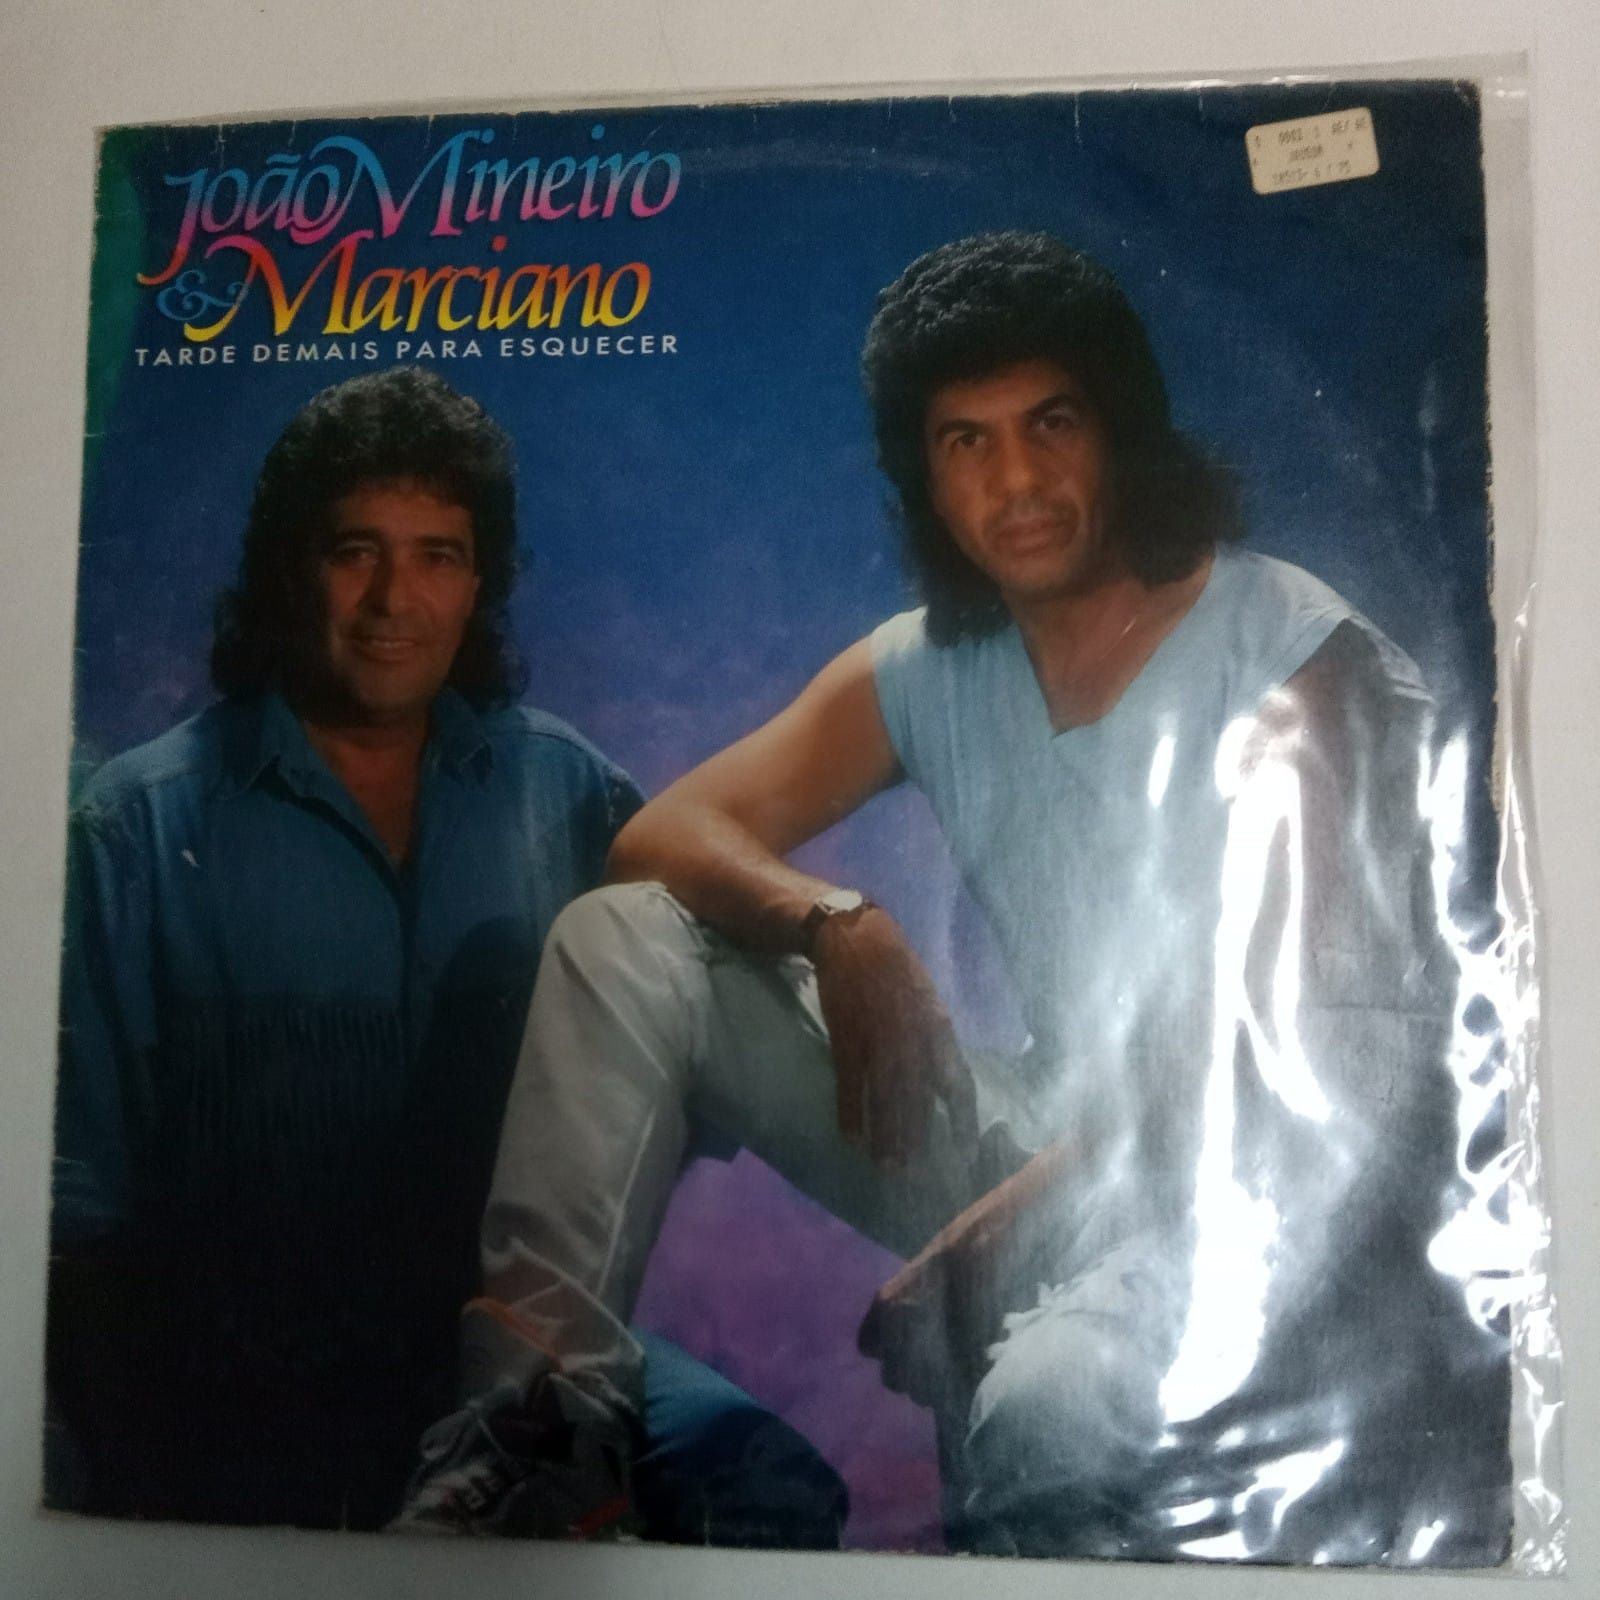 João Mineiro
& Marciano
TARDE DEMAIS PARA ESQUECER